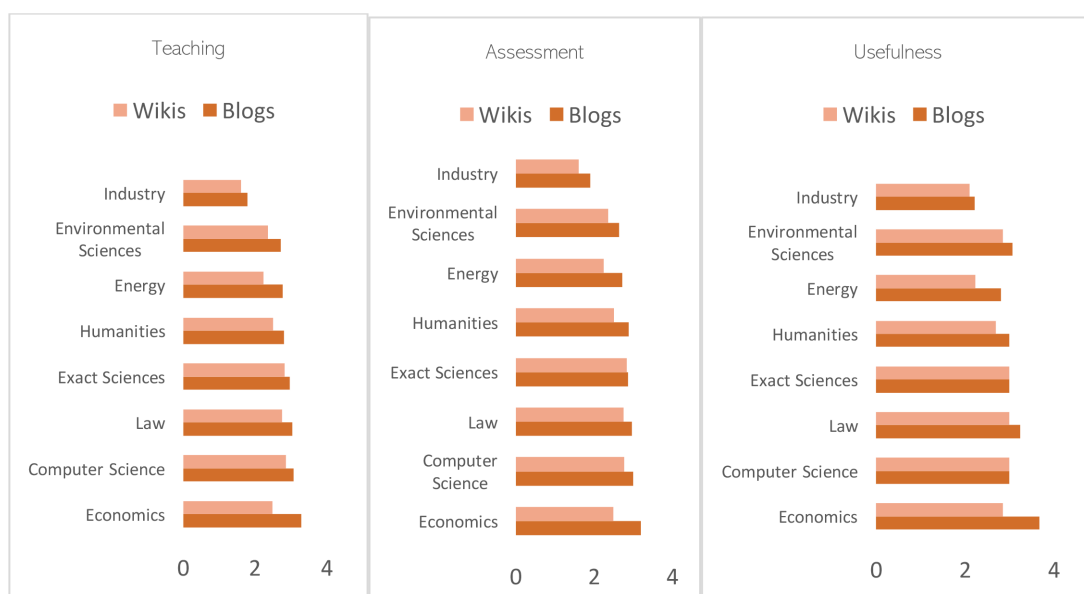 Teaching
Wikis Blogs
Industry
Environmental
Sciences
Energy
Humanities
Exact Sciences
Law
Computer Science
Economics
0 2 4
Assessment
Wikis Blogs
Industry
Environmental
Sciences
Energy
Humanities
Exact Sciences
Law
Computer
Science
Economics
0 2 4
Usefulness
Wikis Blogs
Industry
Environmental
Sciences
Energy
Humanities
Exact Sciences
Law
Computer Science
Economics
0 2 4